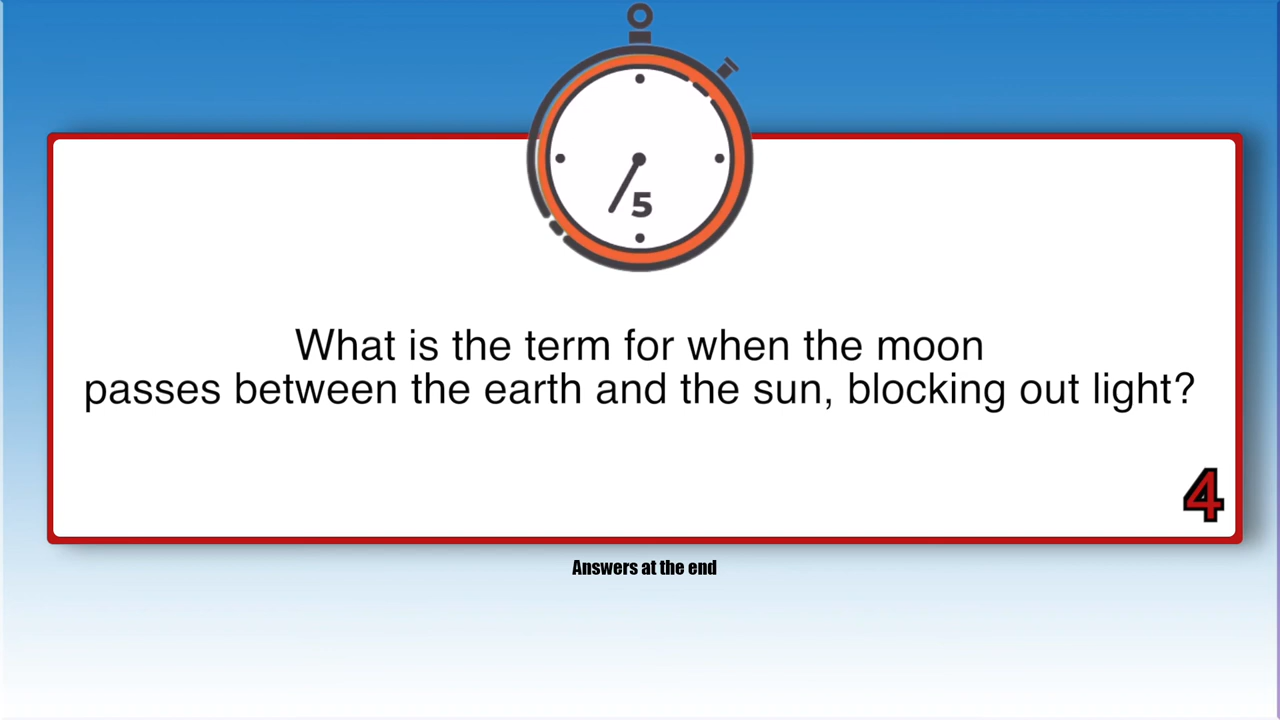 5
What is the term for when the moon
passes between the earth and the sun, blocking out light?
4
Answers at the end